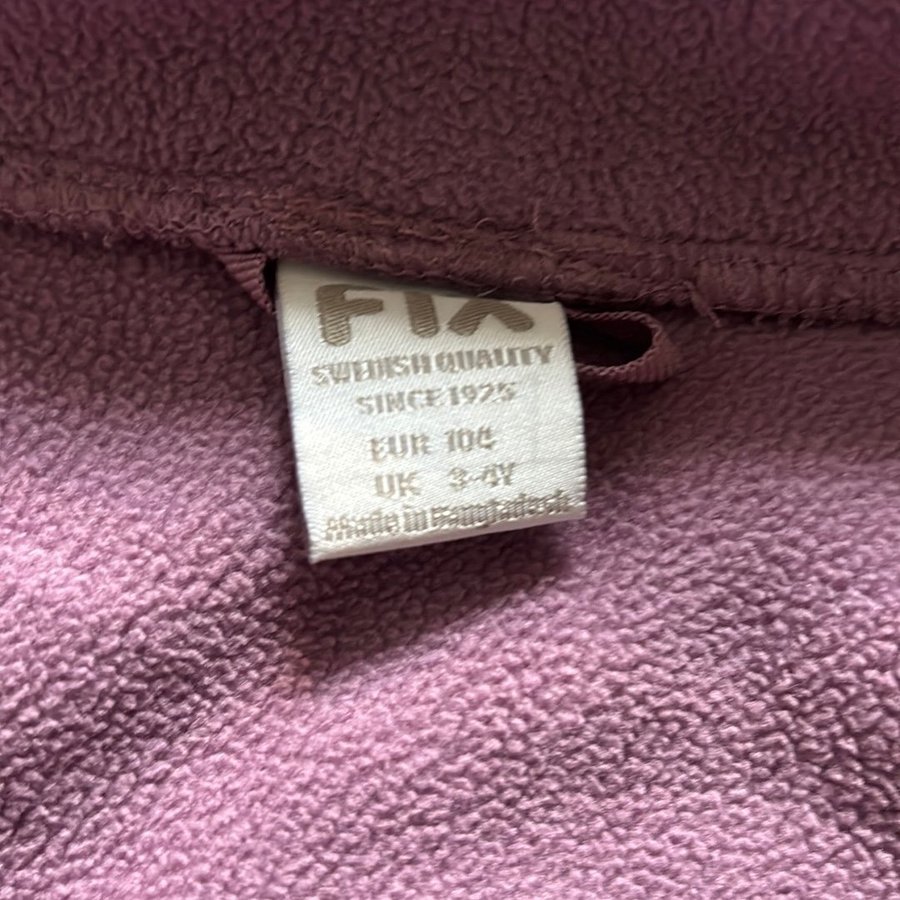 FIX
SWEDISH QUALITY
SINCE 1925
EUR 104
UK 3-4Y
Made in Bangladesh